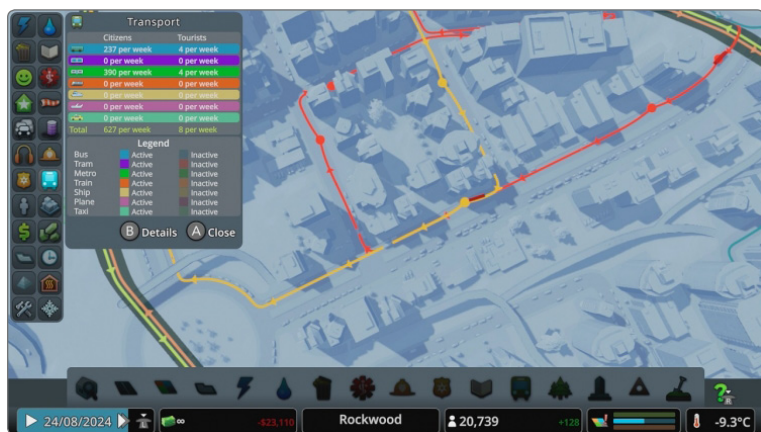 Transport
Citizens Tourists
237 per week 4 per week
0 per week 0 per week
390 per week 4 per week
0 per week 0 per week
0 per week 0 per week
0 per week 0 per week
0 per week 0 per week
Total 627 per week 8 per week
Legend
Bus Active Inactive
Tram Active Inactive
Metro Active Inactive
Train Active Inactive
Ship Active Inactive
Plane Active Inactive
Taxi Active Inactive
B Details A Close
24/08/2024 ∞ -$23,110 Rockwood 20,739 +128 -9.3°C